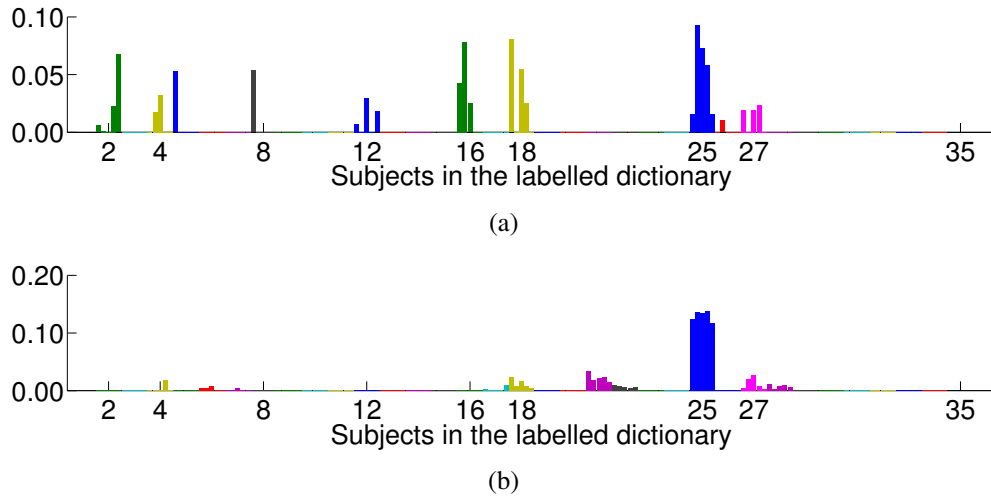 0.10
0.05
0.00
2 4 8 12 16 18 25 27 35
Subjects in the labelled dictionary
(a)
0.20
0.10
0.00
2 4 8 12 16 18 25 27 35
Subjects in the labelled dictionary
(b)